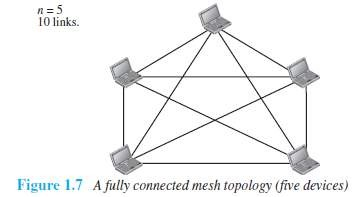 n = 5
10 links.
Figure 1.7 A fully connected mesh topology (five devices)